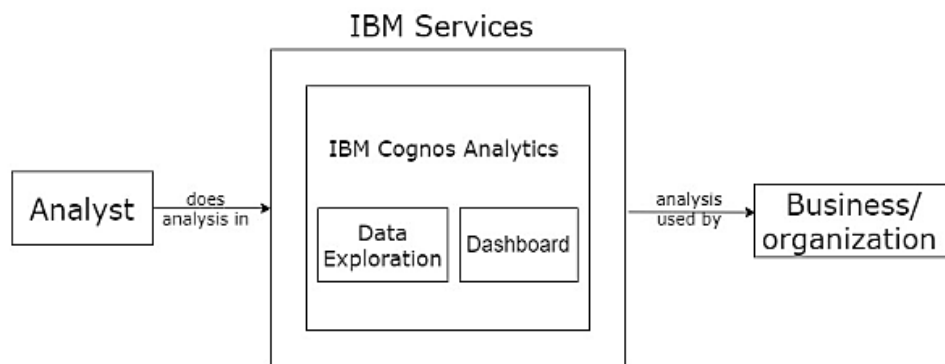 IBM Services
IBM Cognos Analytics
Analyst
does
analysis in
Data
Exploration
Dashboard
analysis
used by
Business/
organization